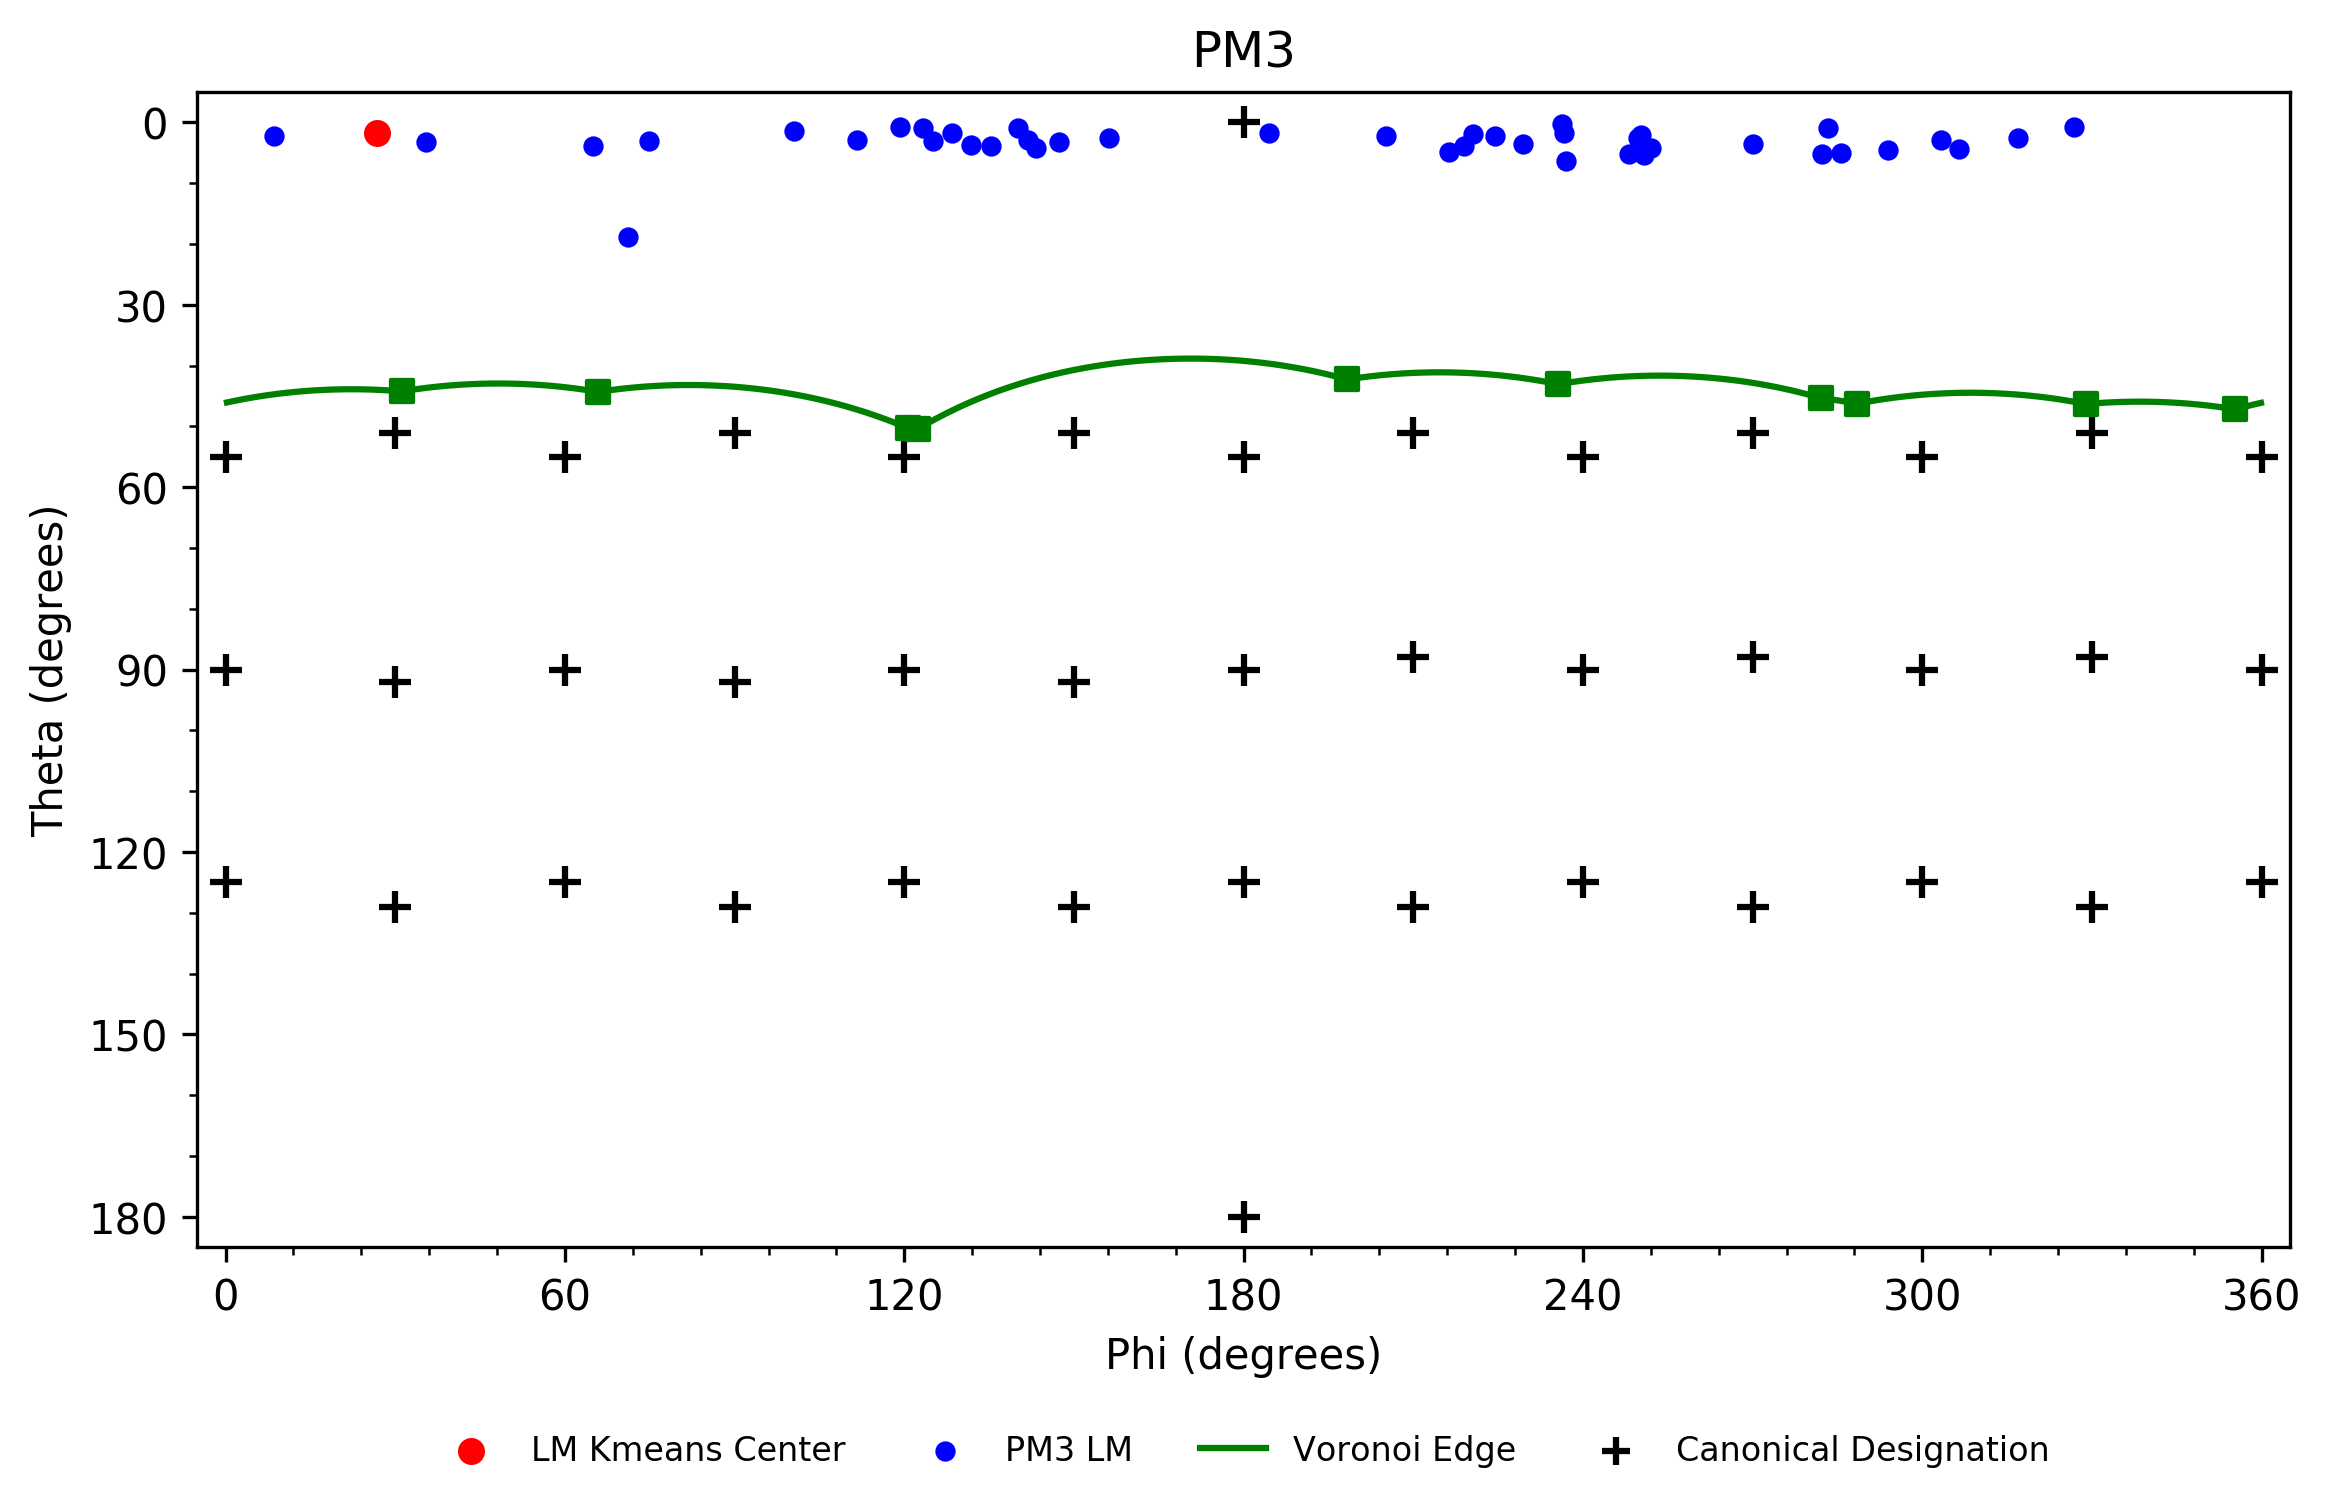 PM3
0
30
60
90
120
150
180
Theta (degrees)
0 60 120 180 240 300 360
Phi (degrees)
LM Kmeans Center PM3 LM Voronoi Edge Canonical Designation